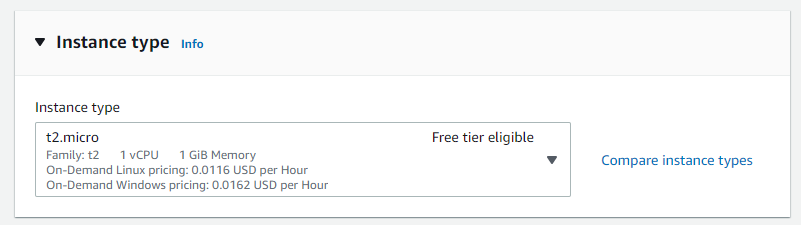 Instance type Info
Instance type
t2.micro Free tier eligible
Family: t2 1 vCPU 1 GiB Memory
On-Demand Linux pricing: 0.0116 USD per Hour
On-Demand Windows pricing: 0.0162 USD per Hour
Compare instance types